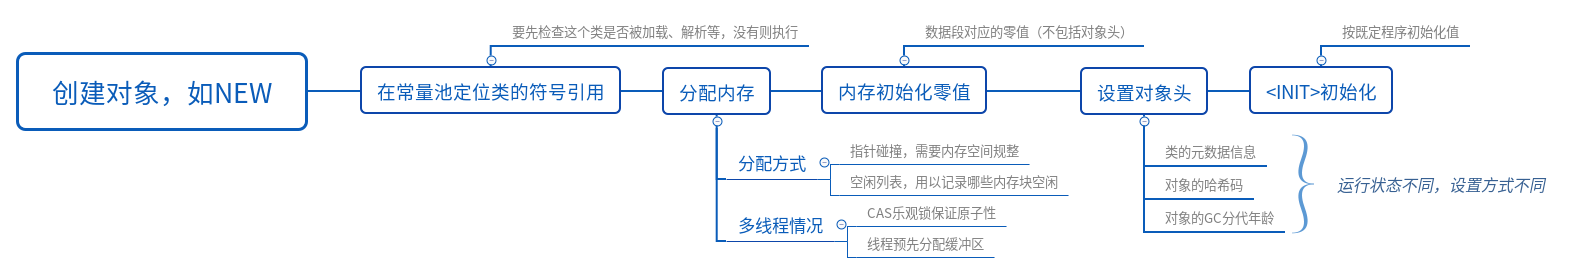 创建对象，如NEW
在常量池定位类的符号引用
要先检查这个类是否被加载、解析等，没有则执行
分配内存
分配方式
指针碰撞，需要内存空间规整
空闲列表，用以记录哪些内存块空闲
多线程情况
CAS乐观锁保证原子性
线程预先分配缓冲区
内存初始化零值
数据段对应的零值（不包括对象头）
设置对象头
类的元数据信息
对象的哈希码
对象的GC分代年龄
运行状态不同，设置方式不同
<INIT>初始化
按既定程序初始化值